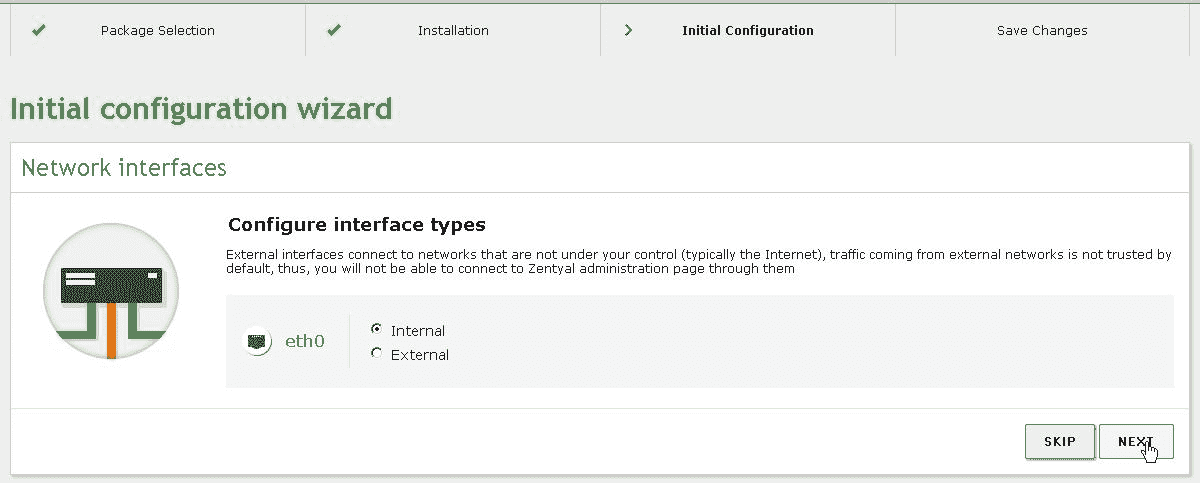 Package Selection
Installation
Initial Configuration
Save Changes
Initial configuration wizard
Network interfaces
Configure interface types
External interfaces connect to networks that are not under your control (typically the Internet), traffic coming from external networks is not trusted by
default, thus, you will not be able to connect to Zentyal administration page through them
eth0
Internal
External
SKIP
NEXT